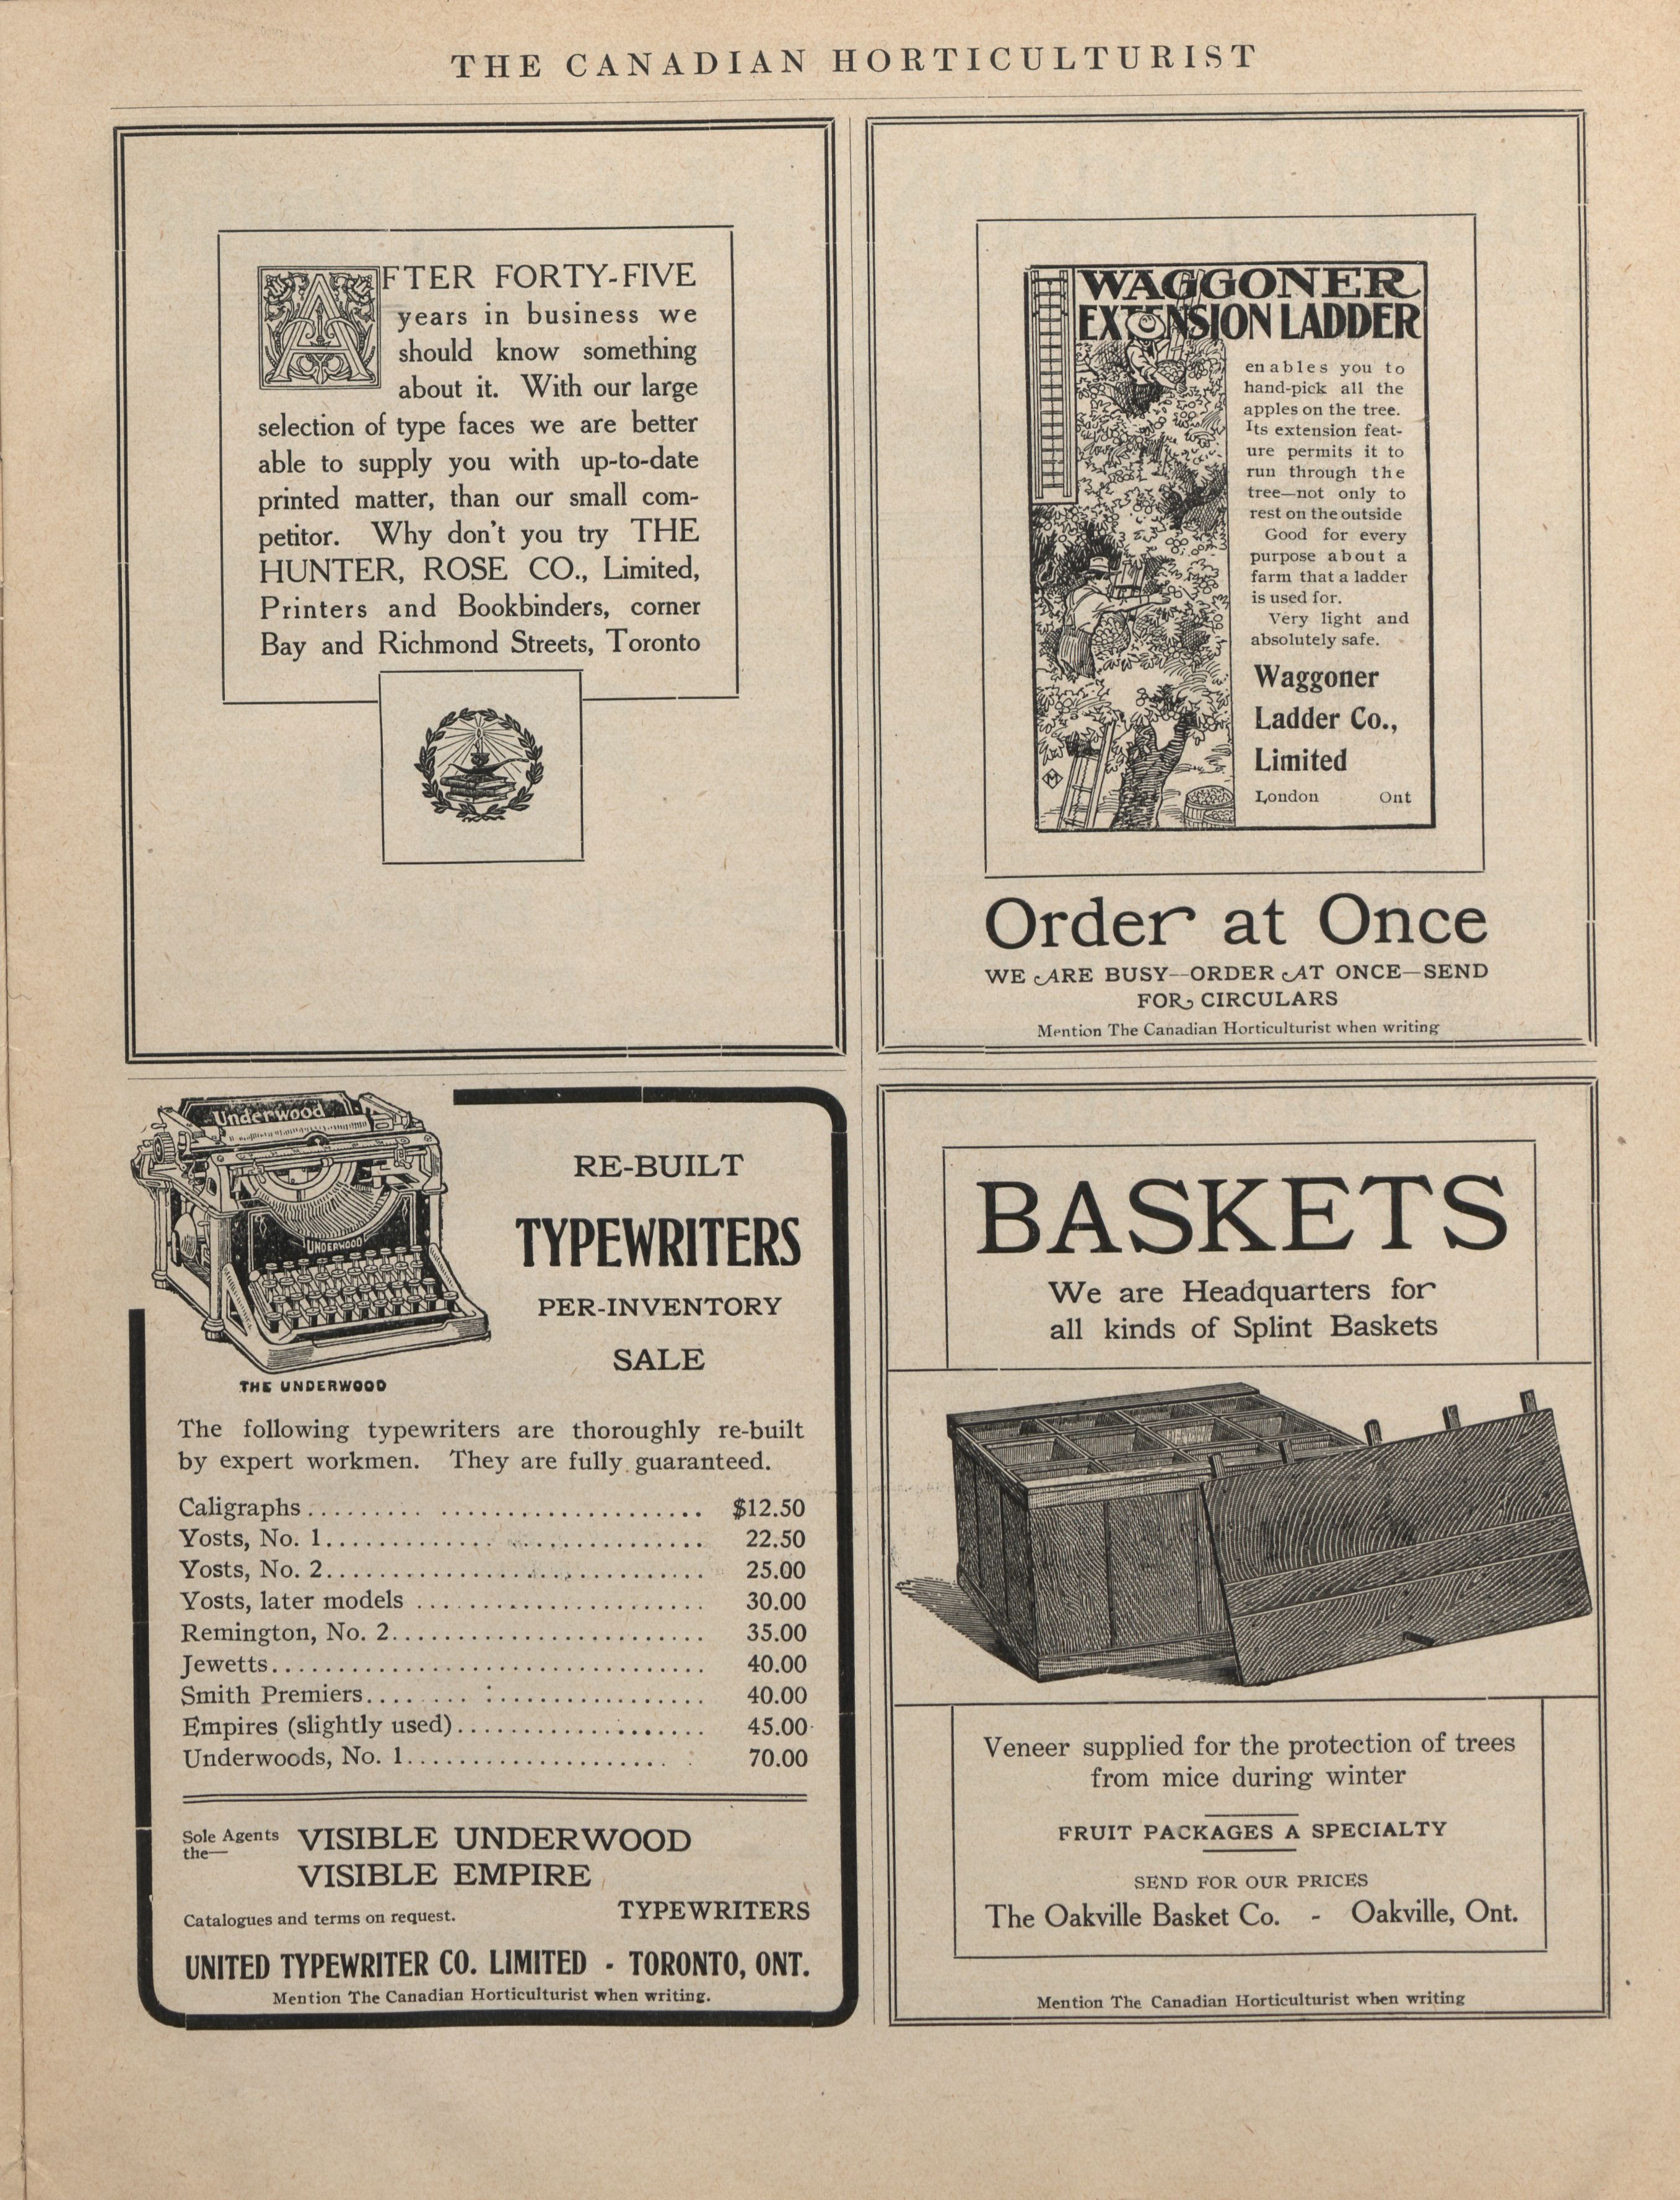 THE CANADIAN HORTICULTURIST
AFTER FORTY-FIVE
years in business we
should know something
about it. With our large
selection of type faces we are better
able to supply you with up-to-date
printed matter, than our small com-
petitor. Why don't you try THE
HUNTER, ROSE CO., Limited,
Printers and Bookbinders, corner
Bay and Richmond Streets, Toronto
WAGGONER
EXTENSION LADDER
enables you to
hand-pick all the
apples on the tree.
Its extension feat-
ure permits it to
run through the
tree—not only to
rest on the outside
Good for every
purpose about a
farm that a ladder
is used for.
Very light and
absolutely safe.
Waggoner
Ladder Co.,
Limited
London Ont
Order at Once
WE ARE BUSY—ORDER AT ONCE—SEND
FOR CIRCULARS
Mention The Canadian Horticulturist when writing
Underwood
UNDERWOOD
THE UNDERWOOD
RE-BUILT
TYPEWRITERS
PER-INVENTORY
SALE
The following typewriters are thoroughly re-built
by expert workmen. They are fully guaranteed.
Caligraphs ............................ $12.50
Yosts, No. 1............................ 22.50
Yosts, No. 2............................ 25.00
Yosts, later models ...................... 30.00
Remington, No. 2........................ 35.00
Jewetts................................. 40.00
Smith Premiers.......................... 40.00
Empires (slightly used)................... 45.00
Underwoods, No. 1...................... 70.00
Sole Agents
the—
VISIBLE UNDERWOOD
VISIBLE EMPIRE
TYPEWRITERS
Catalogues and terms on request.
UNITED TYPEWRITER CO. LIMITED - TORONTO, ONT.
Mention The Canadian Horticulturist when writing.
BASKETS
We are Headquarters for
all kinds of Splint Baskets
Veneer supplied for the protection of trees
from mice during winter
FRUIT PACKAGES A SPECIALTY
SEND FOR OUR PRICES
The Oakville Basket Co. - Oakville, Ont.
Mention The Canadian Horticulturist when writing